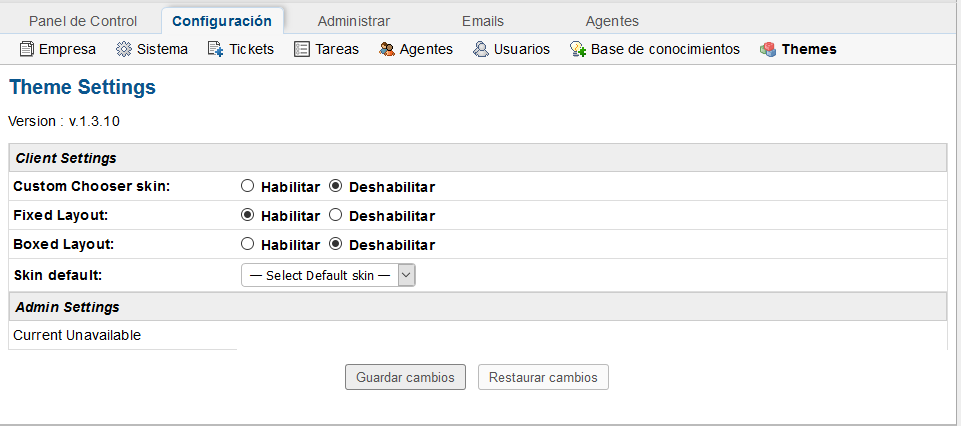 Panel de Control Configuración Administrar Emails Agentes
Empresa Sistema Tickets Tareas Agentes Usuarios Base de conocimientos Themes
Theme Settings
Version : v.1.3.10
Client Settings
Custom Chooser skin: Habilitar Deshabilitar
Fixed Layout: Habilitar Deshabilitar
Boxed Layout: Habilitar Deshabilitar
Skin default: — Select Default skin —
Admin Settings
Current Unavailable
Guardar cambios Restaurar cambios